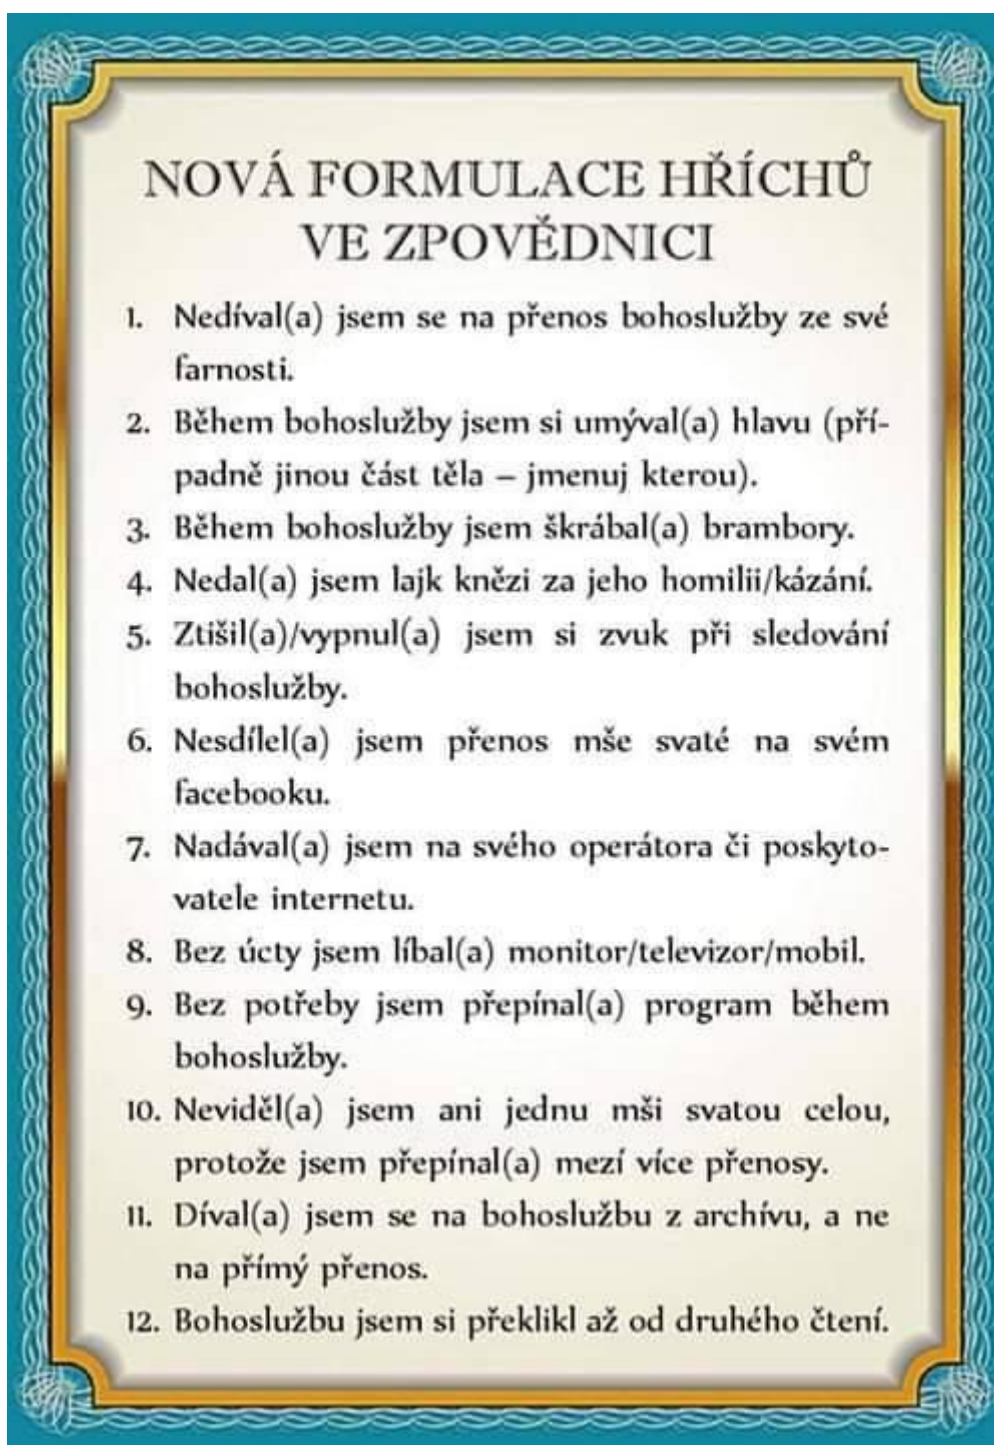 NOVÁ FORMULACE HŘÍCHŮ
VE ZPOVĚDNICI
1. Nedíval(a) jsem se na přenos bohoslužby ze své
farnosti.
2. Během bohoslužby jsem si umýval(a) hlavu (pří-
padně jinou část těla – jmenuj kterou).
3. Během bohoslužby jsem škrábal(a) brambory.
4. Nedal(a) jsem lajk knězi za jeho homilii/kázání.
5. Ztišil(a)/vypnul(a) jsem si zvuk při sledování
bohoslužby.
6. Nesdílel(a) jsem přenos mše svaté na svém
facebooku.
7. Nadával(a) jsem na svého operátora či poskyto-
vatele internetu.
8. Bez úcty jsem líbal(a) monitor/televizor/mobil.
9. Bez potřeby jsem přepínal(a) program během
bohoslužby.
10. Neviděl(a) jsem ani jednu mši svatou celou,
protože jsem přepínal(a) mezí více přenosy.
11. Díval(a) jsem se na bohoslužbu z archívu, a ne
na přímý přenos.
12. Bohoslužbu jsem si překlikl až od druhého čtení.